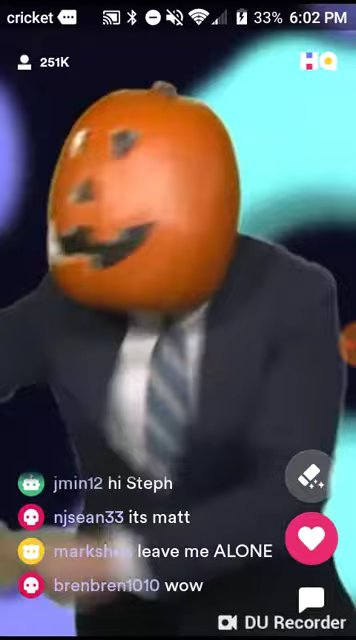 cricket 33% 6:02 PM
251K HQ
jmin12 hi Steph
njsean33 its matt
leave me ALONE
brenbren1010 wow
DU Recorder